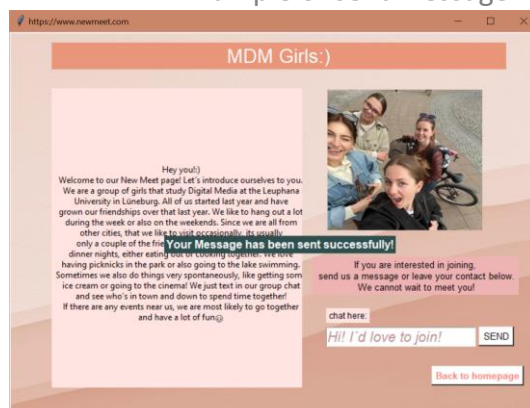 https://www.newmeet.com
MDM Girls:)
Hey you!:)
Welcome to our New Meet page! Let´s introduce ourselves to you.
We are a group of girls that study Digital Media at the Leuphana
University in Lüneburg. All of us started last year and have
grown our friendships over that last year. We like to hang out a lot
during the week or also on the weekends. Since we are all from
other cities, that we like to visit occasionally, its usually
only a couple of the frie
dinner nights, either eating out or cooking together. We love
having picknicks in the park or also going to the lake swimming.
Sometimes we also do things very spontaneously, like getting som
ice cream or going to the cinema! We just text in our group chat
and see who's in town and down to spend time together!
If there are any events near us, we are most likely to go together
and have a lot of fun☺
Your Message has been sent successfully!
If you are interested in joining,
send us a message or leave your contact below.
We cannot wait to meet you!
chat here:
Hi! I´d love to join!
SEND
Back to homepage